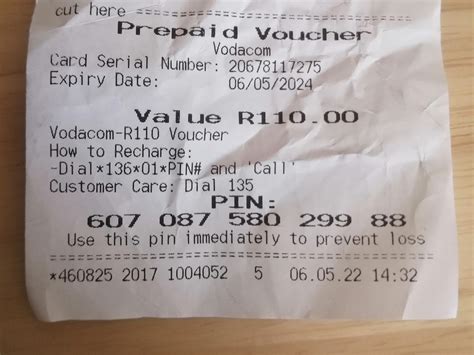 cut here
Prepaid Voucher
Vodacom
Card Serial Number: 20678117275
Expiry Date: 06/05/2024
Value R110.00
Vodacom-R110 Voucher
How to Recharge:
-Dial*136*01*PIN# and 'Call'
Customer Care: Dial 135
PIN:
607 087 580 299 88
Use this pin immediately to prevent loss
*460825 2017 1004052 5 06.05.22 14:32